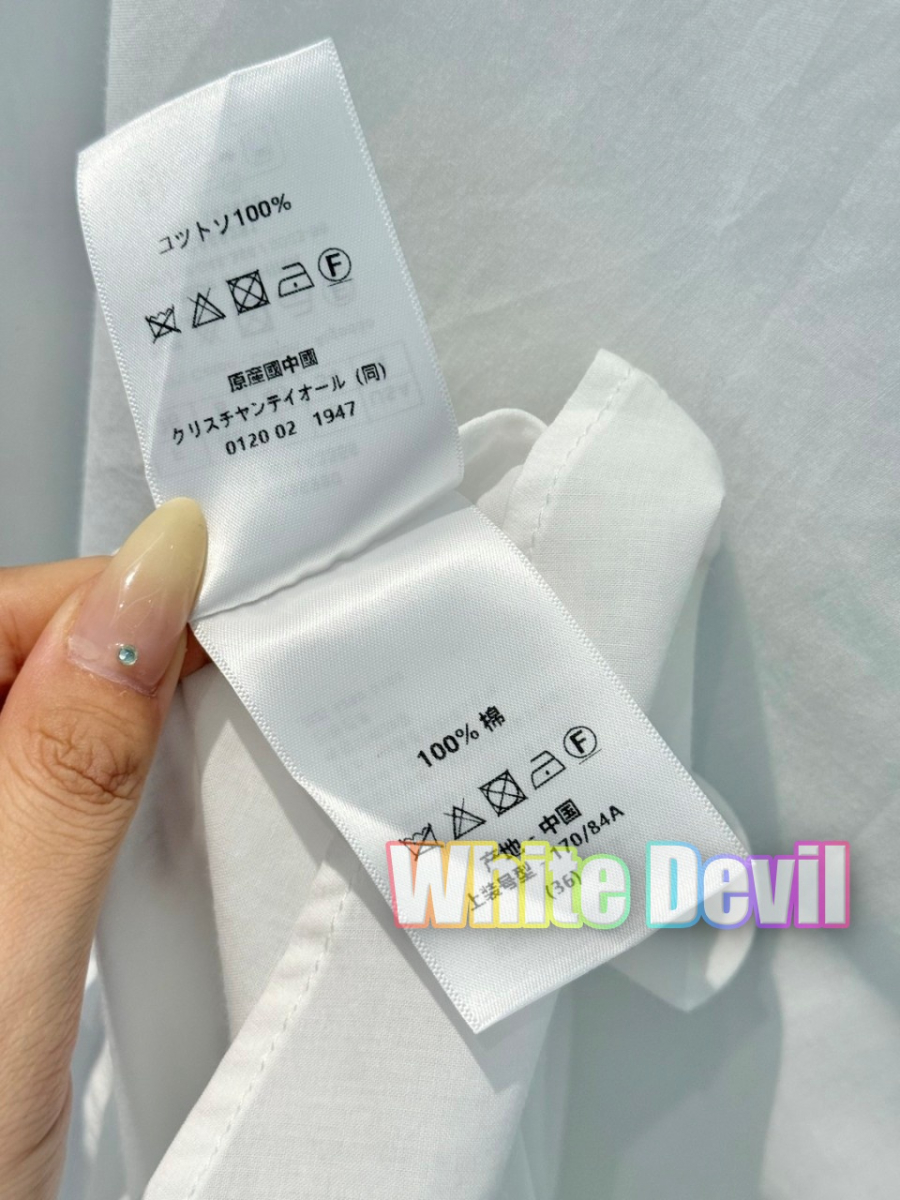 コットソ100%
F
原産國中國
クリスチャンテイオール（同）
0120 02 1947
100% 棉
F
产地 - 中国
上装号型 - 170/84A
(36)
White Devil